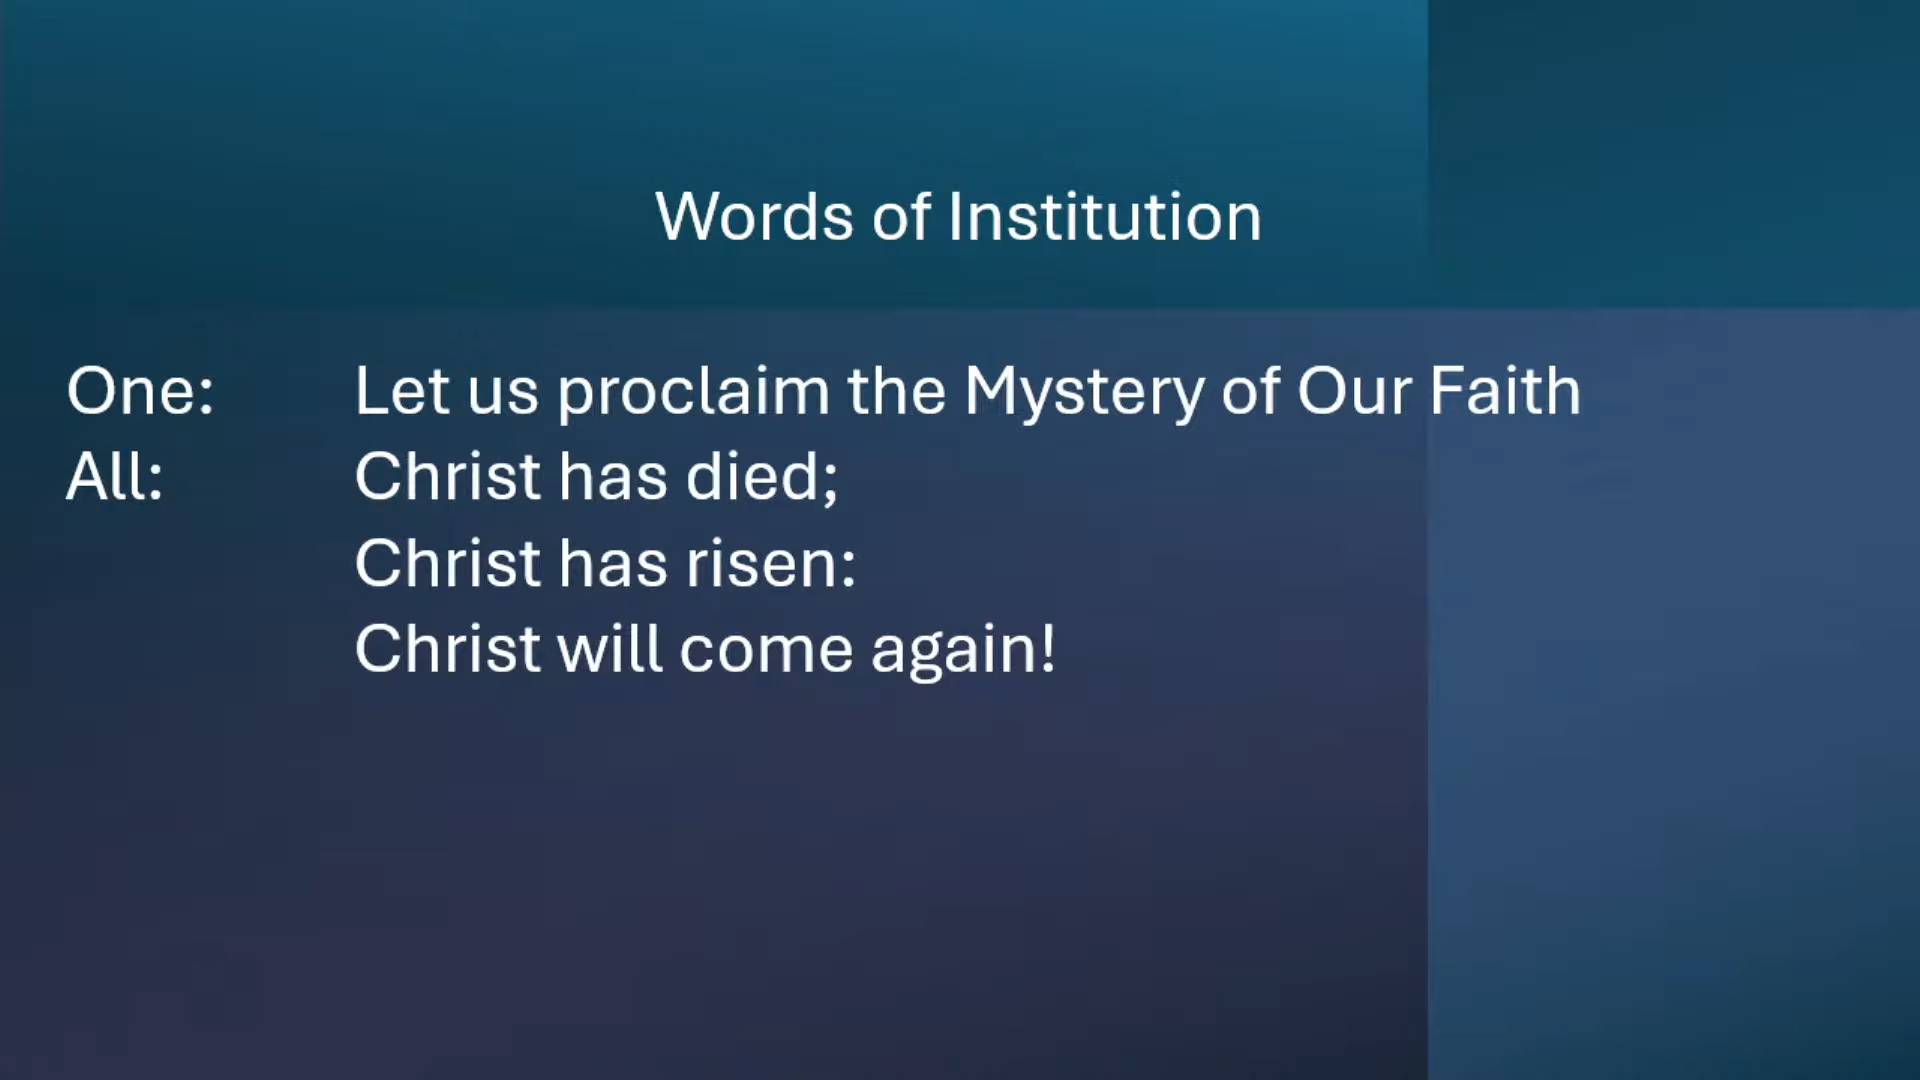 Words of Institution
One: Let us proclaim the Mystery of Our Faith
All: Christ has died;
Christ has risen:
Christ will come again!